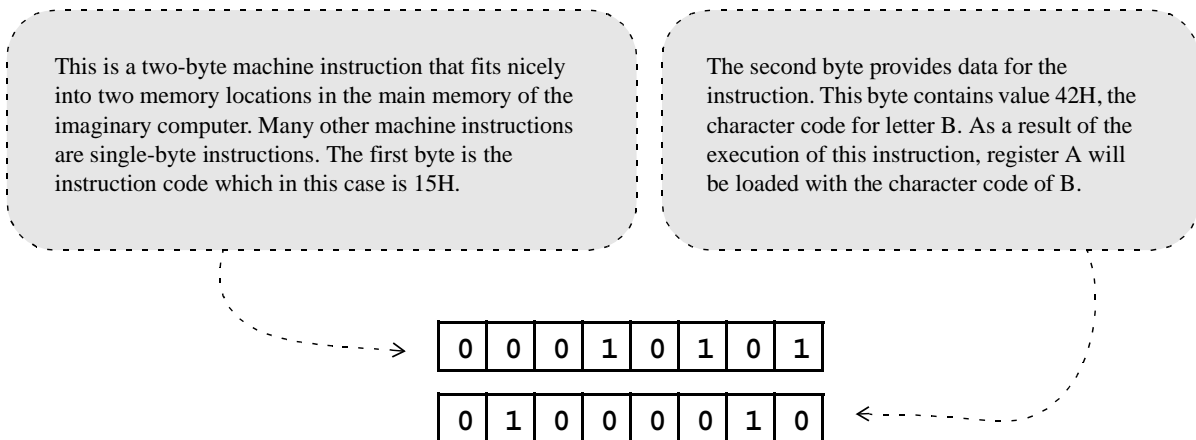 This is a two-byte machine instruction that fits nicely
into two memory locations in the main memory of the
imaginary computer. Many other machine instructions
are single-byte instructions. The first byte is the
instruction code which in this case is 15H.
The second byte provides data for the
instruction. This byte contains value 42H, the
character code for letter B. As a result of the
execution of this instruction, register A will
be loaded with the character code of B.
0 0 0 1 0 1 0 1
0 1 0 0 0 0 1 0